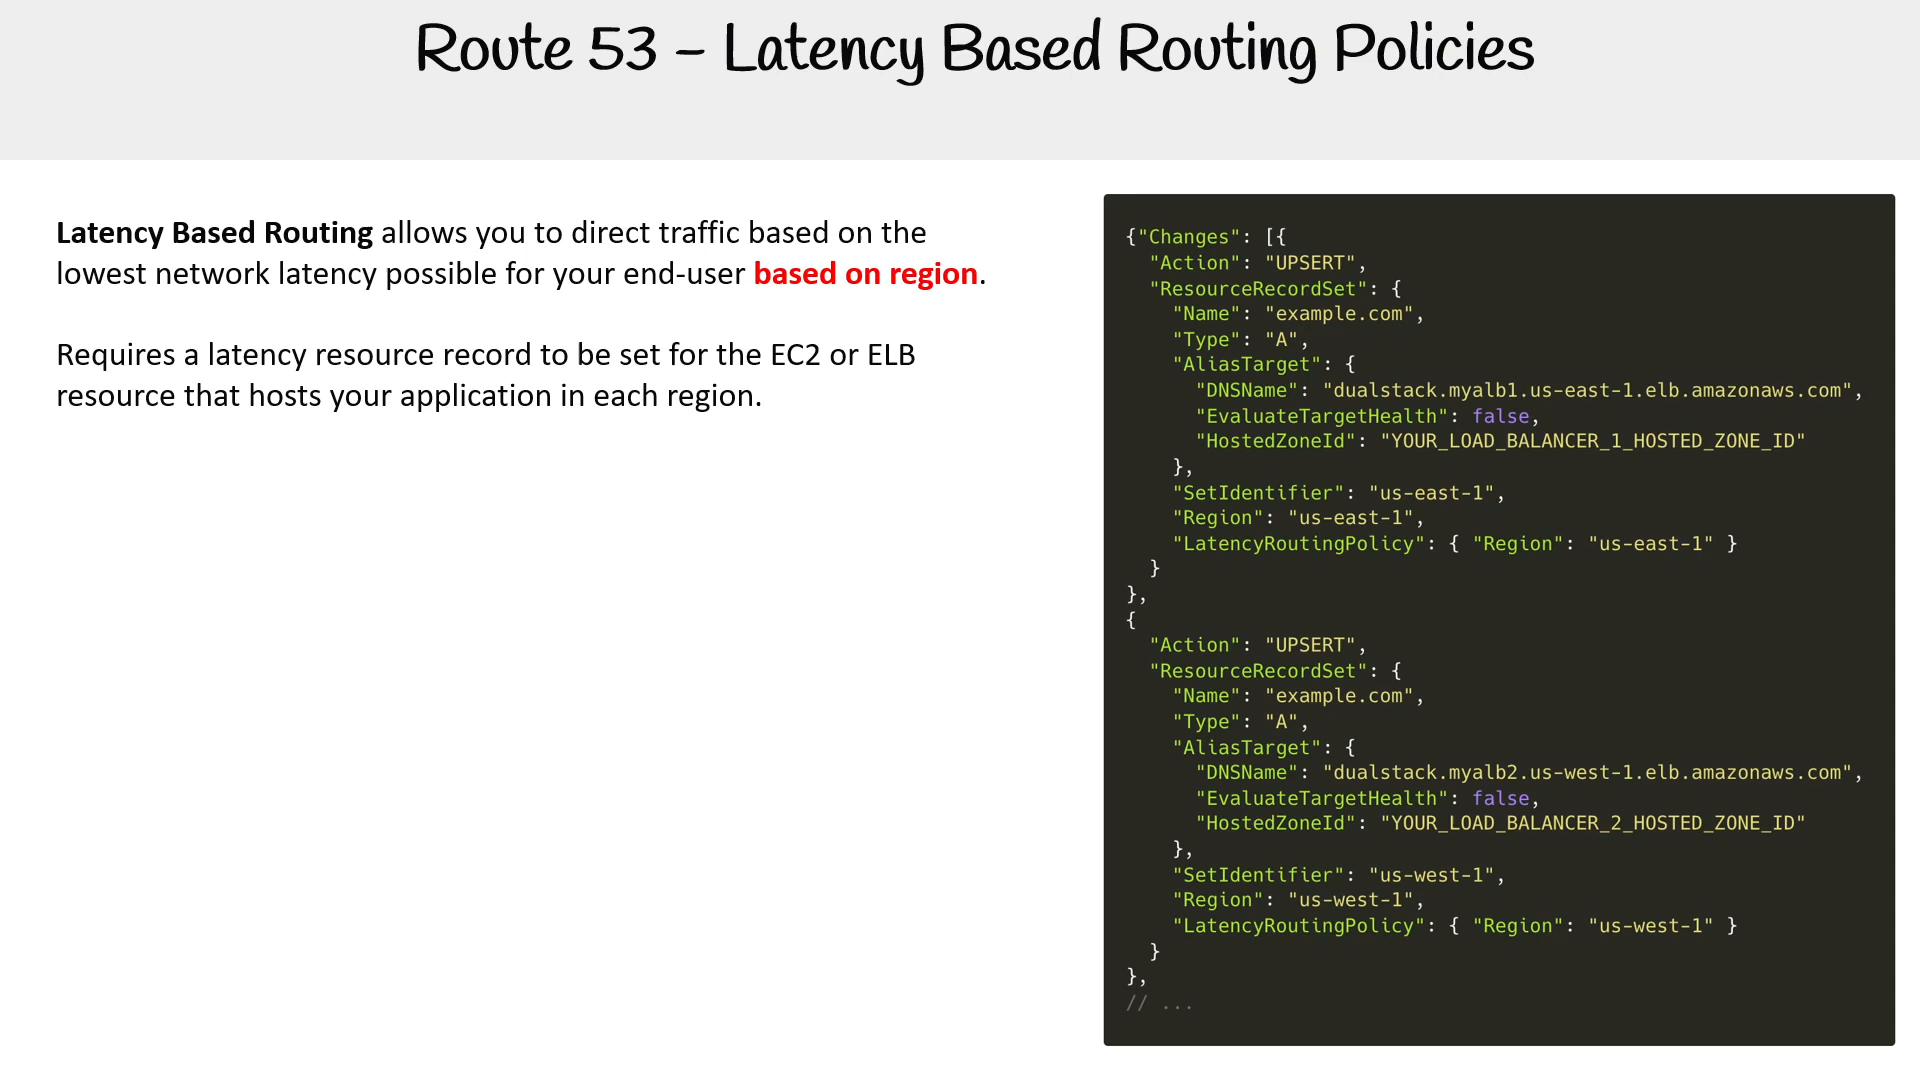 Route 53 – Latency Based Routing Policies
Latency Based Routing allows you to direct traffic based on the
lowest network latency possible for your end-user based on region.
Requires a latency resource record to be set for the EC2 or ELB
resource that hosts your application in each region.
{"Changes": [{
  "Action": "UPSERT",
  "ResourceRecordSet": {
    "Name": "example.com",
    "Type": "A",
    "AliasTarget": {
      "DNSName": "dualstack.myalb1.us-east-1.elb.amazonaws.com",
      "EvaluateTargetHealth": false,
      "HostedZoneId": "YOUR_LOAD_BALANCER_1_HOSTED_ZONE_ID"
    },
    "SetIdentifier": "us-east-1",
    "Region": "us-east-1",
    "LatencyRoutingPolicy": { "Region": "us-east-1" }
  }
},
{
  "Action": "UPSERT",
  "ResourceRecordSet": {
    "Name": "example.com",
    "Type": "A",
    "AliasTarget": {
      "DNSName": "dualstack.myalb2.us-west-1.elb.amazonaws.com",
      "EvaluateTargetHealth": false,
      "HostedZoneId": "YOUR_LOAD_BALANCER_2_HOSTED_ZONE_ID"
    },
    "SetIdentifier": "us-west-1",
    "Region": "us-west-1",
    "LatencyRoutingPolicy": { "Region": "us-west-1" }
  }
},
// ...